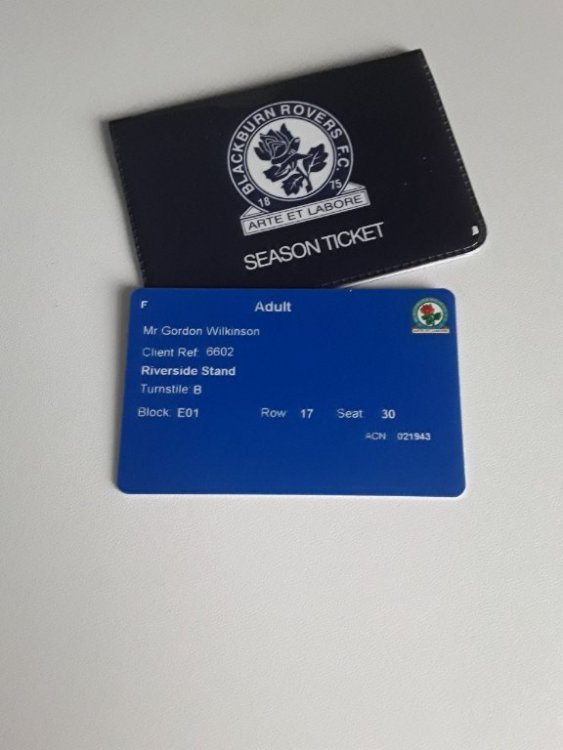 BLACKBURN ROVERS F.C.
18 75
ARTE ET LABORE
SEASON TICKET
F Adult
Mr Gordon Wilkinson
Client Ref: 6602
Riverside Stand
Turnstile: B
Block: E01 Row 17 Seat 30
ACN 021943